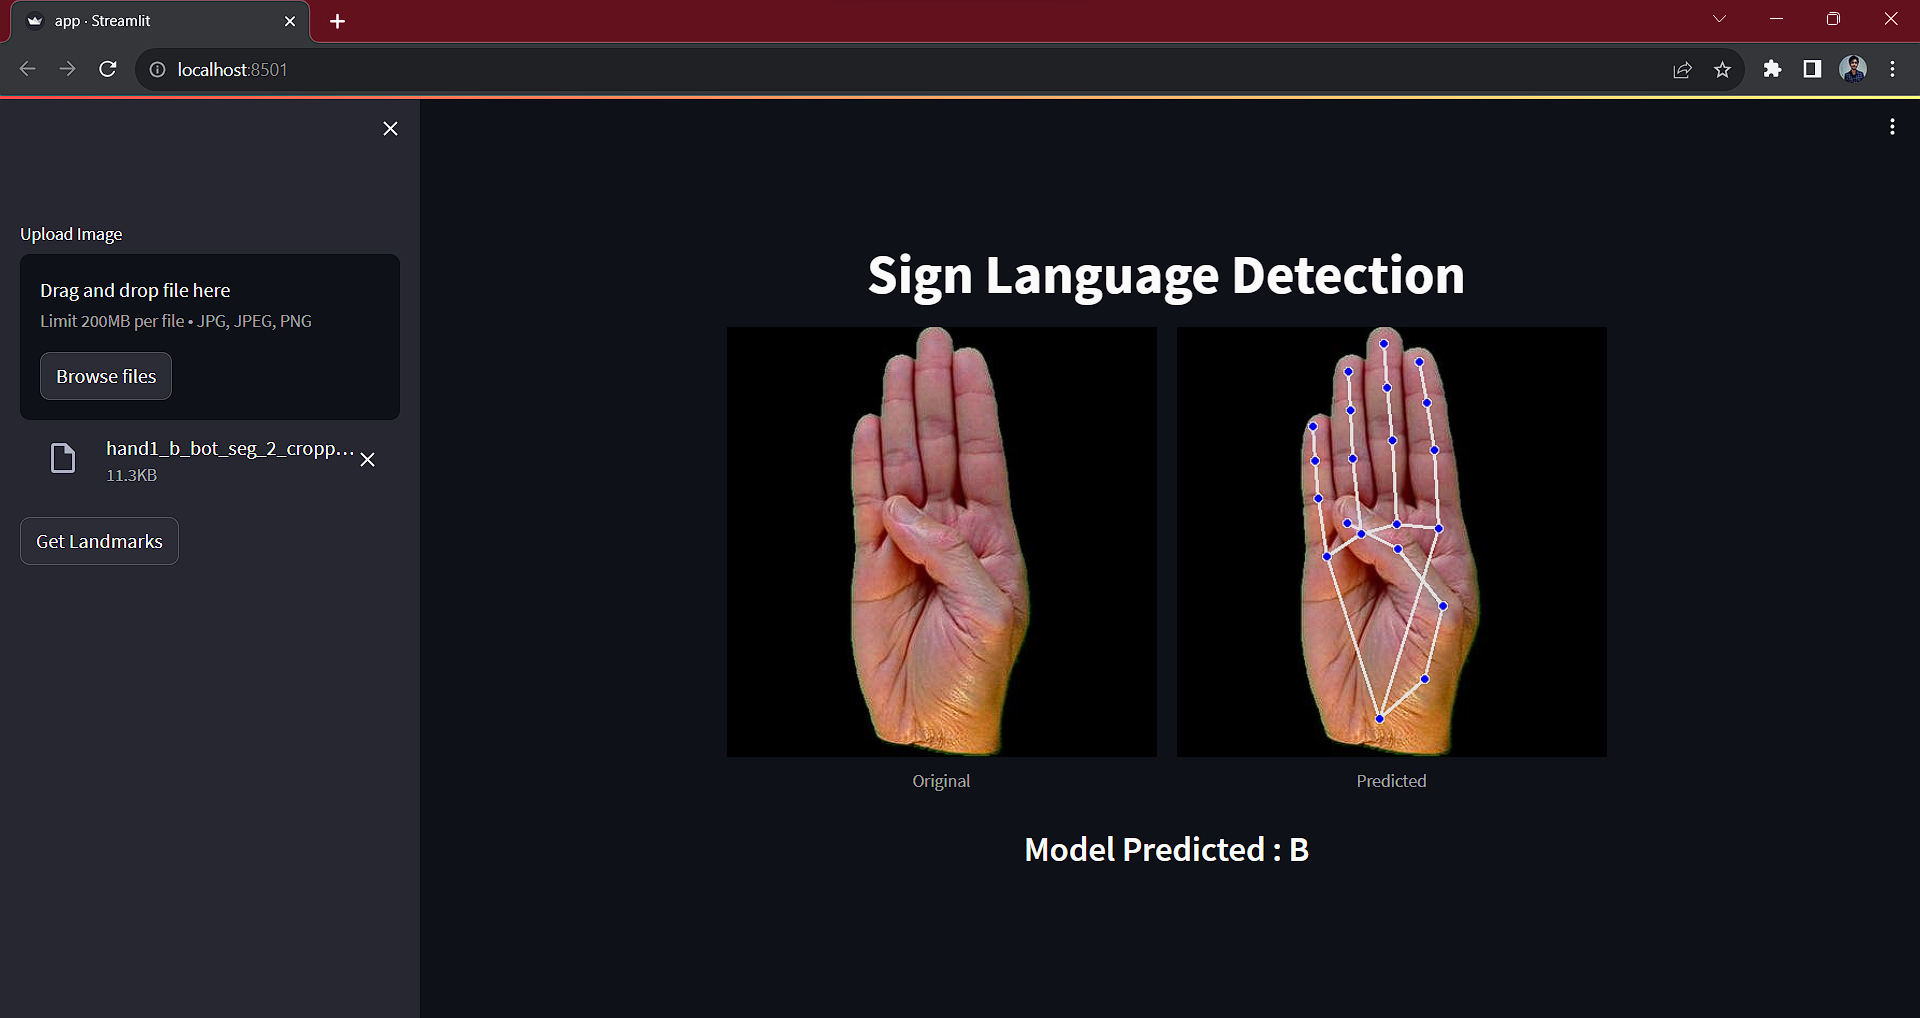 app · Streamlit
localhost:8501
Upload Image
Drag and drop file here
Limit 200MB per file • JPG, JPEG, PNG
Browse files
hand1_b_bot_seg_2_cropp...
11.3KB
Get Landmarks
Sign Language Detection
Original
Predicted
Model Predicted : B